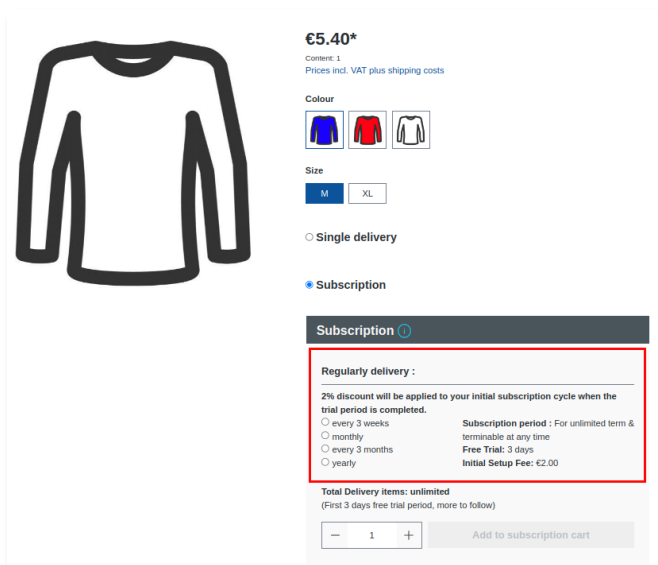 €5.40*
Content: 1
Prices incl. VAT plus shipping costs
Colour
Size
M XL
Single delivery
Subscription
Subscription i
Regularly delivery :
2% discount will be applied to your initial subscription cycle when the
trial period is completed.
every 3 weeks
monthly
every 3 months
yearly
Subscription period : For unlimited term &
terminable at any time
Free Trial: 3 days
Initial Setup Fee: €2.00
Total Delivery items: unlimited
(First 3 days free trial period, more to follow)
− 1 + Add to subscription cart